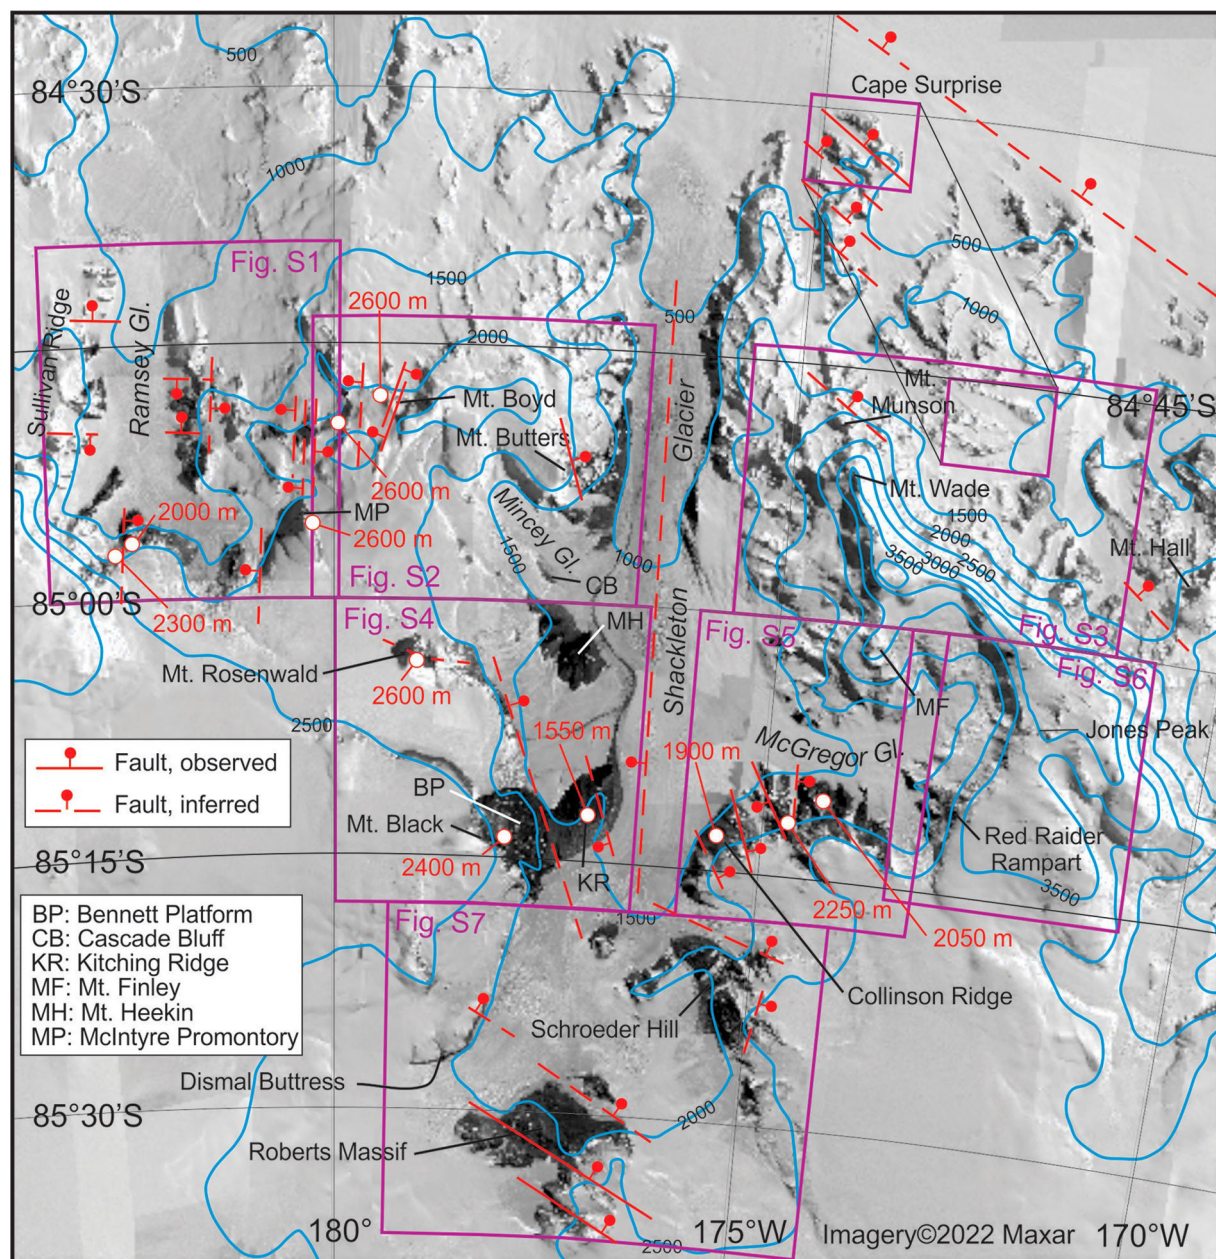 500
84°30'S
Cape Surprise
1000
500
Fig. S1
1500
1000
2600 m
500
Sullivan Ridge
Ramsey Gl.
2000
Glacier
Mt.
Munson
84°45'S
Mt. Boyd
Mt. Butters
2600 m
Mt. Wade
2000 m
MP
Mincey Gl.
1500
1500
2000
2500
3000
3500
2600 m
1000
Mt. Hall
Fig. S2
CB
85°00'S
2300 m
Fig. S4
MH
Fig. S5
Fig. S3
Mt. Rosenwald
Shackleton
Fig. S6
2600 m
MF
2500
1550 m
Jones Peak
1900 m
McGregor Gl.
Fault, observed
Fault, inferred
BP
Mt. Black
Red Raider
Rampart
85°15'S
2400 m
KR
3500
2250 m
1500
2050 m
Fig. S7
BP: Bennett Platform
CB: Cascade Bluff
KR: Kitching Ridge
MF: Mt. Finley
MH: Mt. Heekin
MP: McIntyre Promontory
Collinson Ridge
Schroeder Hill
Dismal Buttress
85°30'S
2000
Roberts Massif
180°
175°W
Imagery©2022 Maxar
170°W
2500